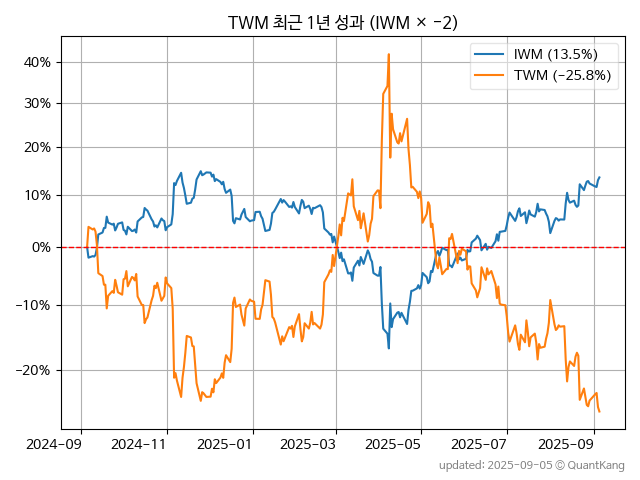 TWM 최근 1년 성과 (IWM × −2)
IWM (13.5%)
TWM (−25.8%)
40%
30%
20%
10%
0%
−10%
−20%
2024-09 2024-11 2025-01 2025-03 2025-05 2025-07 2025-09
updated: 2025-09-05 © QuantKang